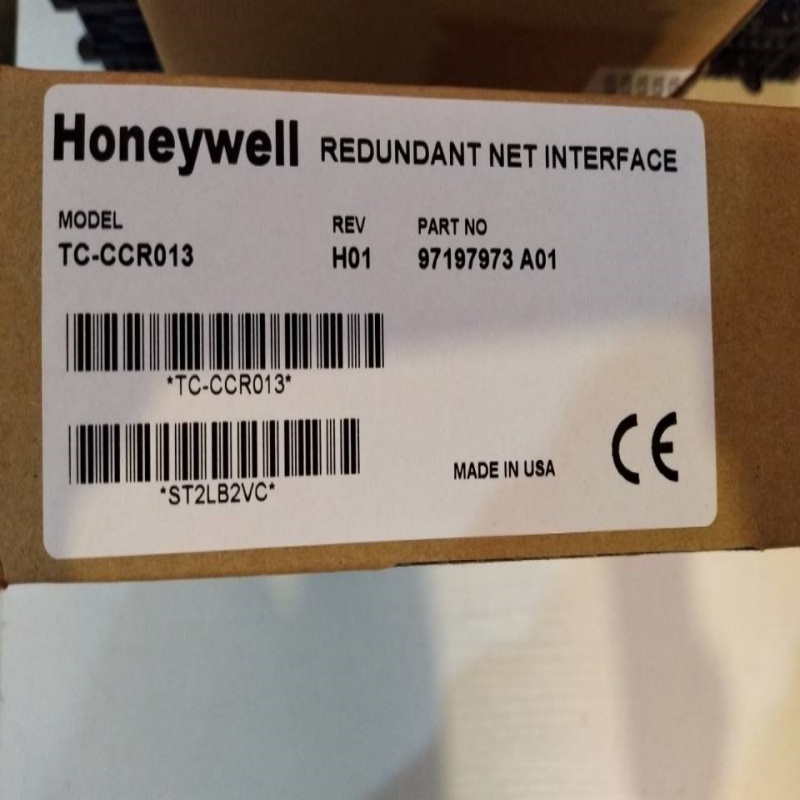 Honeywell REDUNDANT NET INTERFACE
MODEL REV PART NO
TC-CCR013 H01 97197973 A01
*TC-CCR013*
*ST2LB2VC*
MADE IN USA
CE